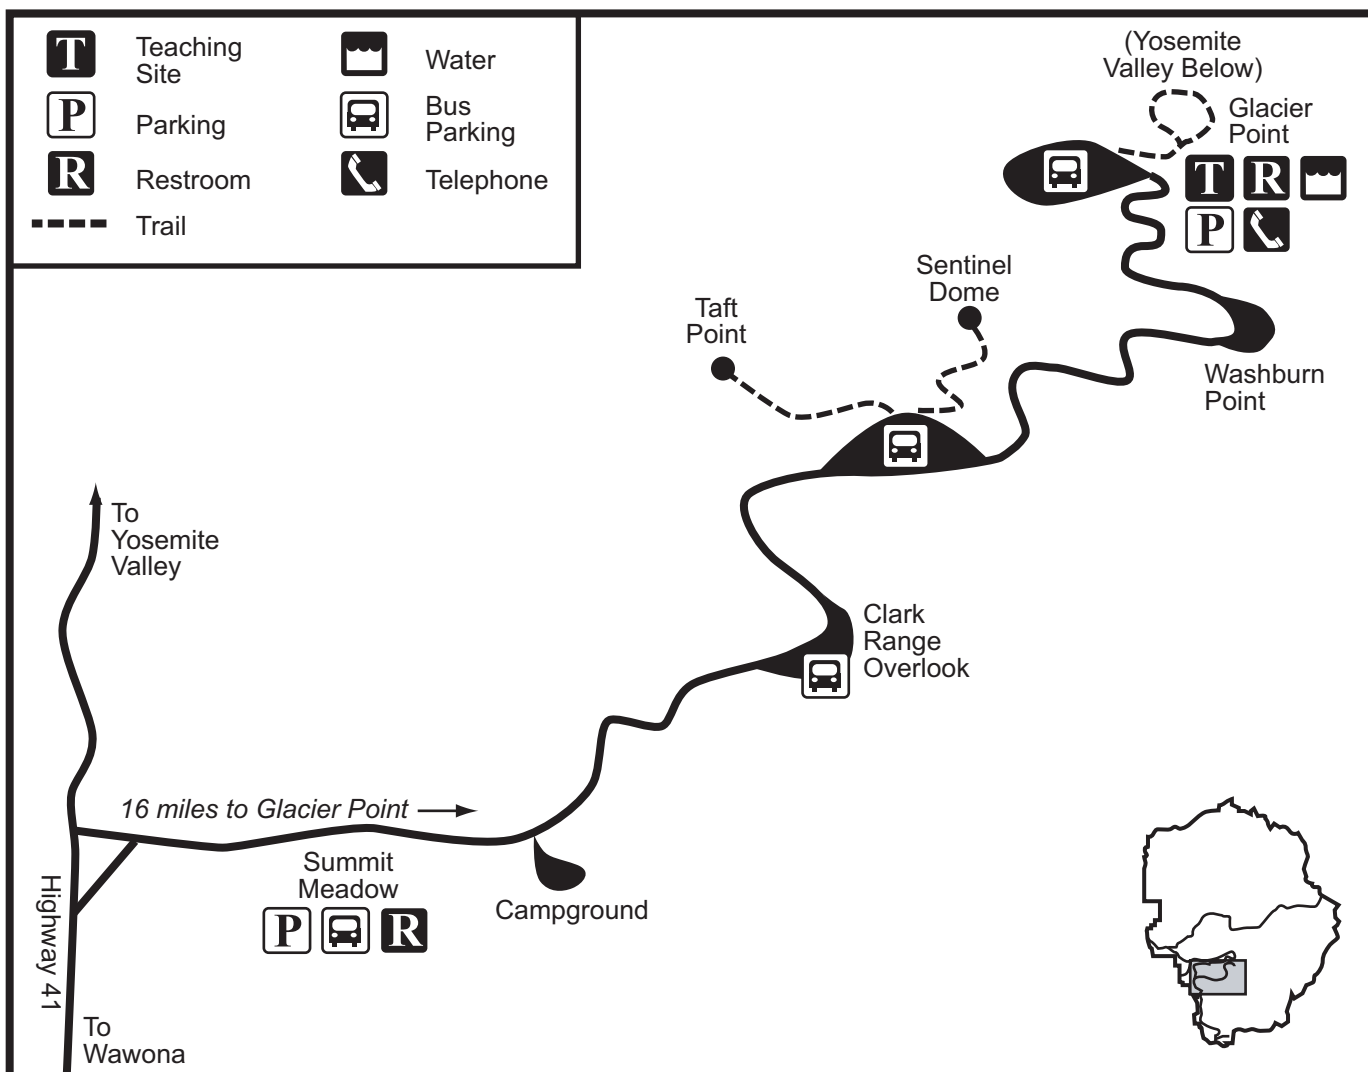 T
Teaching
Site
P
Parking
R
Restroom
Trail
Water
Bus
Parking
Telephone
(Yosemite
Valley Below)
Glacier
Point
T R
P
Sentinel
Dome
Taft
Point
Washburn
Point
To
Yosemite
Valley
Clark
Range
Overlook
16 miles to Glacier Point
Summit
Meadow
P R
Campground
Highway 41
To
Wawona